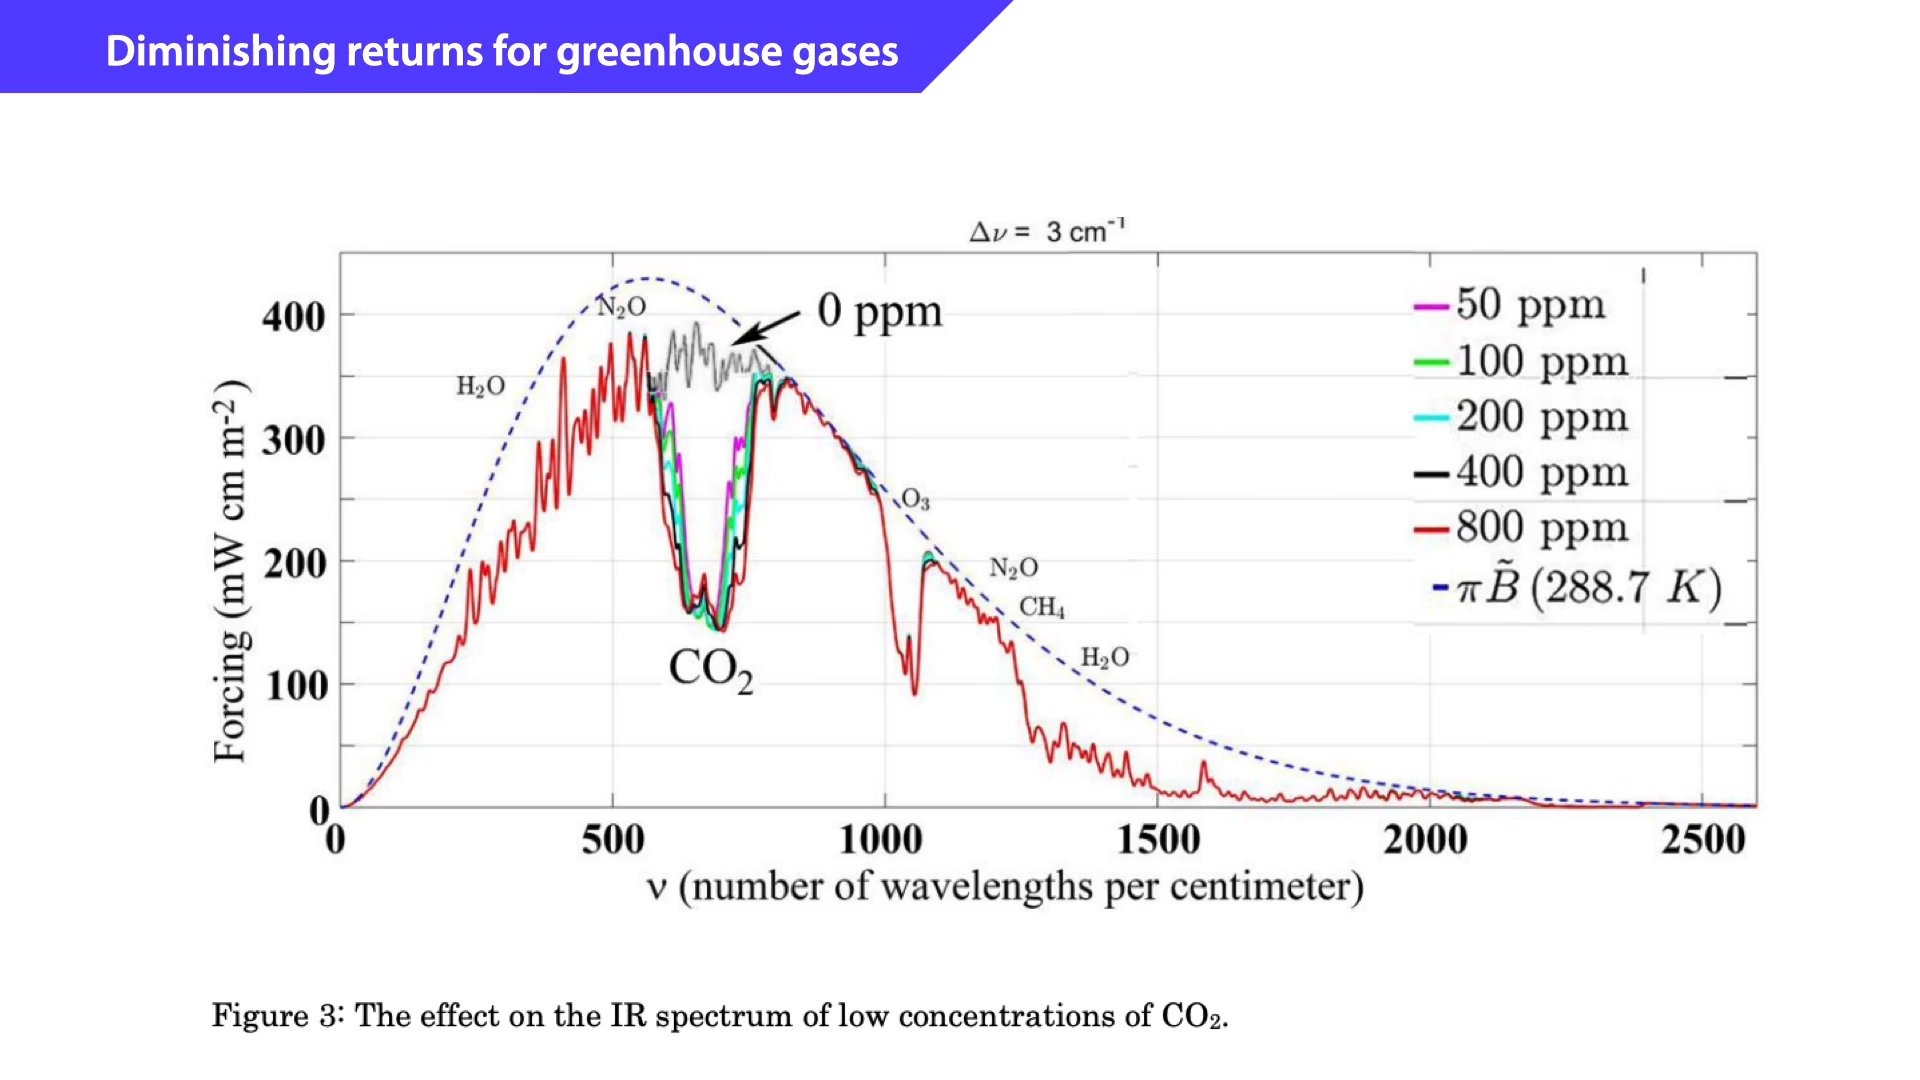 Diminishing returns for greenhouse gases
Δν = 3 cm⁻¹
400
300
200
100
0
0
500
1000
1500
2000
2500
Forcing (mW cm m⁻²)
ν (number of wavelengths per centimeter)
N₂O
H₂O
0 ppm
CO₂
O₃
N₂O
CH₄
H₂O
50 ppm
100 ppm
200 ppm
400 ppm
800 ppm
πB̃(288.7 K)
Figure 3: The effect on the IR spectrum of low concentrations of CO₂.